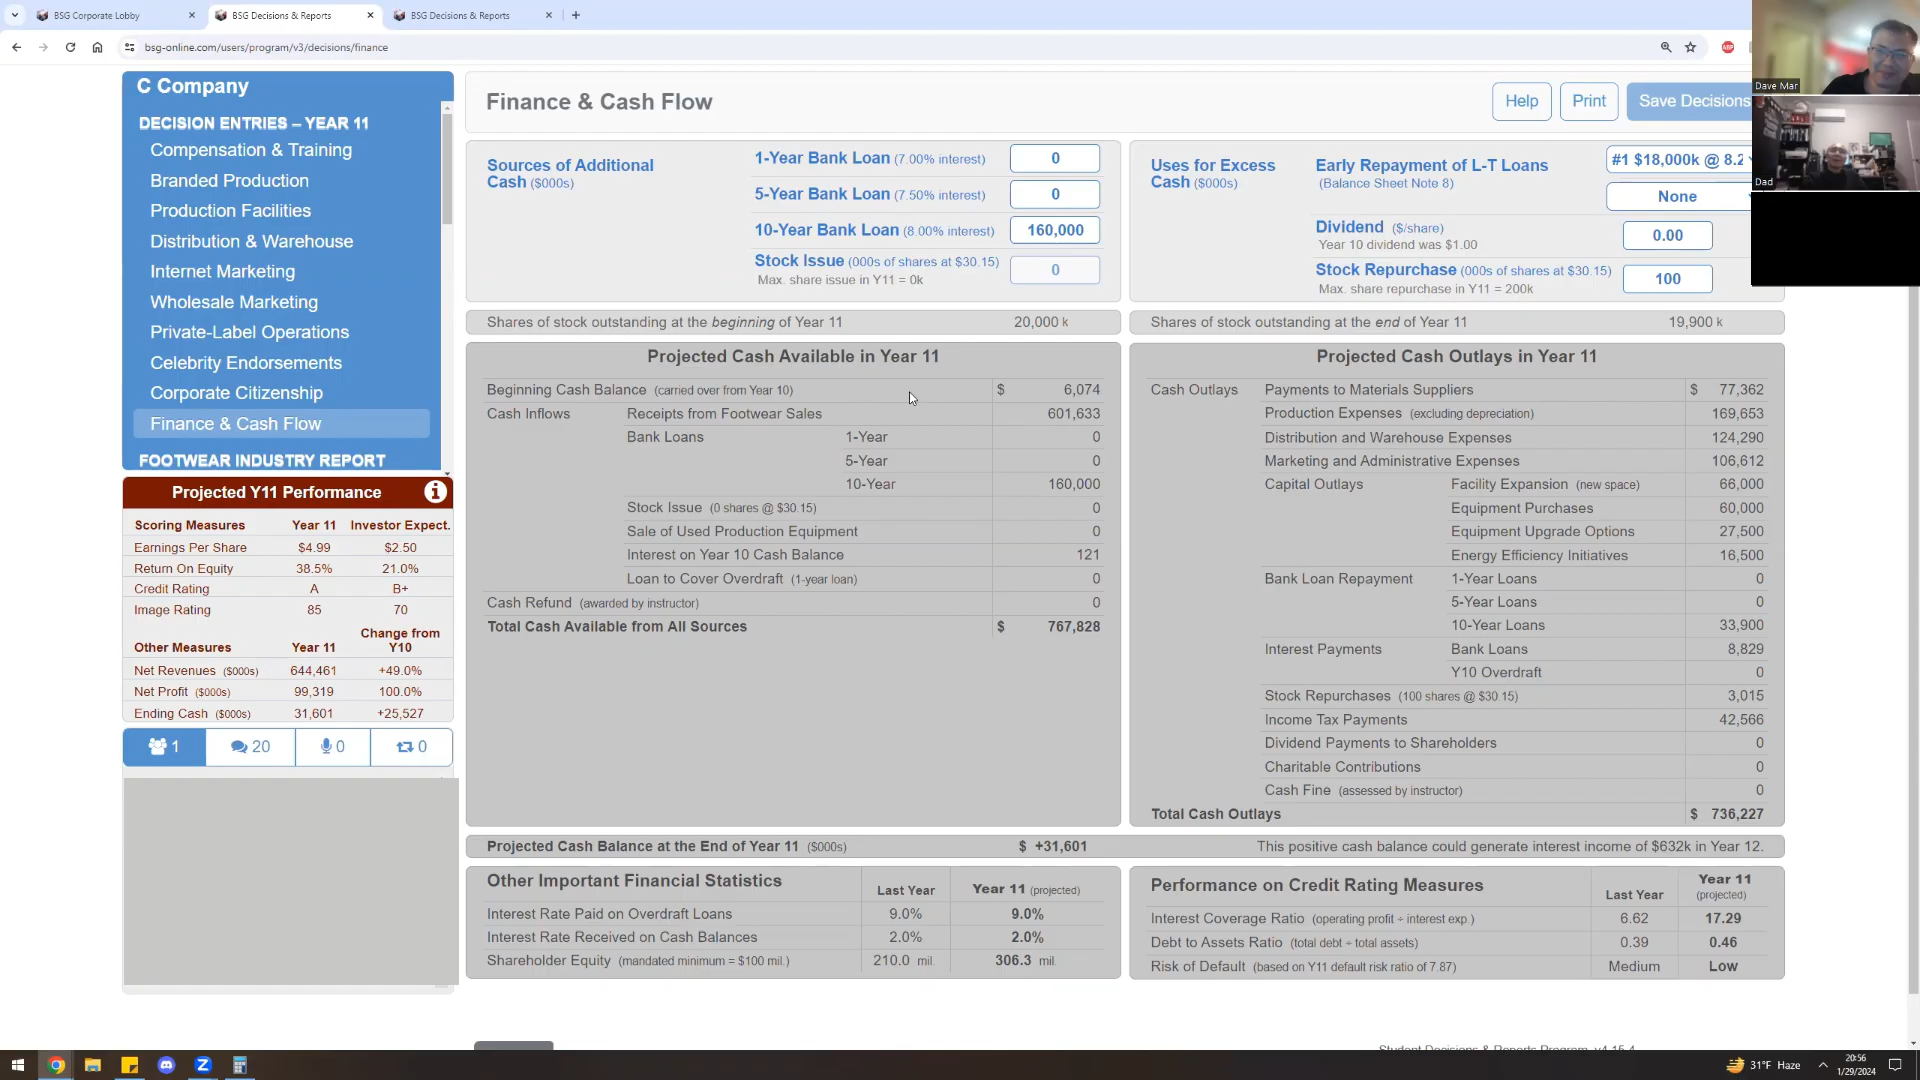 BSG Corporate Lobby
BSG Decisions & Reports
BSG Decisions & Reports
bsg-online.com/users/program/v3/decisions/finance
C Company
DECISION ENTRIES – YEAR 11
Compensation & Training
Branded Production
Production Facilities
Distribution & Warehouse
Internet Marketing
Wholesale Marketing
Private-Label Operations
Celebrity Endorsements
Corporate Citizenship
Finance & Cash Flow
FOOTWEAR INDUSTRY REPORT
Projected Y11 Performance
Scoring Measures Year 11 Investor Expect.
Earnings Per Share $4.99 $2.50
Return On Equity 38.5% 21.0%
Credit Rating A B+
Image Rating 85 70
Other Measures Year 11 Change from Y10
Net Revenues ($000s) 644,461 +49.0%
Net Profit ($000s) 99,319 100.0%
Ending Cash ($000s) 31,601 +25,527
1 20 0 0
Finance & Cash Flow
Help Print Save Decisions
Sources of Additional Cash ($000s)
1-Year Bank Loan (7.00% interest) 0
5-Year Bank Loan (7.50% interest) 0
10-Year Bank Loan (8.00% interest) 160,000
Stock Issue (000s of shares at $30.15) 0
Max. share issue in Y11 = 0k
Uses for Excess Cash ($000s)
Early Repayment of L-T Loans #1 $18,000k @ 8.2
(Balance Sheet Note 8) None
Dividend ($/share) 0.00
Year 10 dividend was $1.00
Stock Repurchase (000s of shares at $30.15) 100
Max. share repurchase in Y11 = 200k
Shares of stock outstanding at the beginning of Year 11 20,000 k
Shares of stock outstanding at the end of Year 11 19,900 k
Projected Cash Available in Year 11
Beginning Cash Balance (carried over from Year 10) $ 6,074
Cash Inflows Receipts from Footwear Sales 601,633
Bank Loans 1-Year 0
5-Year 0
10-Year 160,000
Stock Issue (0 shares @ $30.15) 0
Sale of Used Production Equipment 0
Interest on Year 10 Cash Balance 121
Loan to Cover Overdraft (1-year loan) 0
Cash Refund (awarded by instructor) 0
Total Cash Available from All Sources $ 767,828
Projected Cash Outlays in Year 11
Cash Outlays Payments to Materials Suppliers $ 77,362
Production Expenses (excluding depreciation) 169,653
Distribution and Warehouse Expenses 124,290
Marketing and Administrative Expenses 106,612
Capital Outlays Facility Expansion (new space) 66,000
Equipment Purchases 60,000
Equipment Upgrade Options 27,500
Energy Efficiency Initiatives 16,500
Bank Loan Repayment 1-Year Loans 0
5-Year Loans 0
10-Year Loans 33,900
Interest Payments Bank Loans 8,829
Y10 Overdraft 0
Stock Repurchases (100 shares @ $30.15) 3,015
Income Tax Payments 42,566
Dividend Payments to Shareholders 0
Charitable Contributions 0
Cash Fine (assessed by instructor) 0
Total Cash Outlays $ 736,227
Projected Cash Balance at the End of Year 11 ($000s) $ +31,601 This positive cash balance could generate interest income of $632k in Year 12.
Other Important Financial Statistics Last Year Year 11 (projected)
Interest Rate Paid on Overdraft Loans 9.0% 9.0%
Interest Rate Received on Cash Balances 2.0% 2.0%
Shareholder Equity (mandated minimum = $100 mil.) 210.0 mil. 306.3 mil.
Performance on Credit Rating Measures Last Year Year 11 (projected)
Interest Coverage Ratio (operating profit ÷ interest exp.) 6.62 17.29
Debt to Assets Ratio (total debt ÷ total assets) 0.39 0.46
Risk of Default (based on Y11 default risk ratio of 7.87) Medium Low
Dave Mar
Dad
ABP
31°F Haze
20:56
1/29/2024